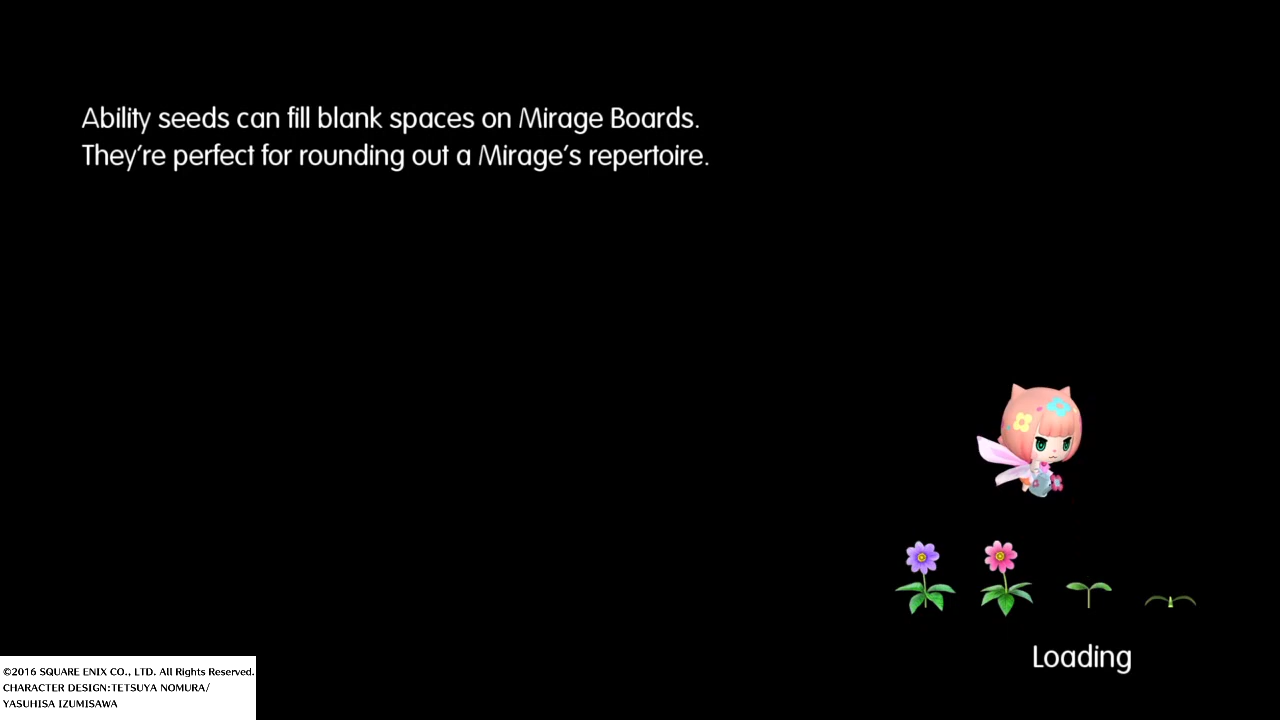 Ability seeds can fill blank spaces on Mirage Boards.
They're perfect for rounding out a Mirage's repertoire.
Loading
©2016 SQUARE ENIX CO., LTD. All Rights Reserved.
CHARACTER DESIGN:TETSUYA NOMURA/
YASUHISA IZUMISAWA